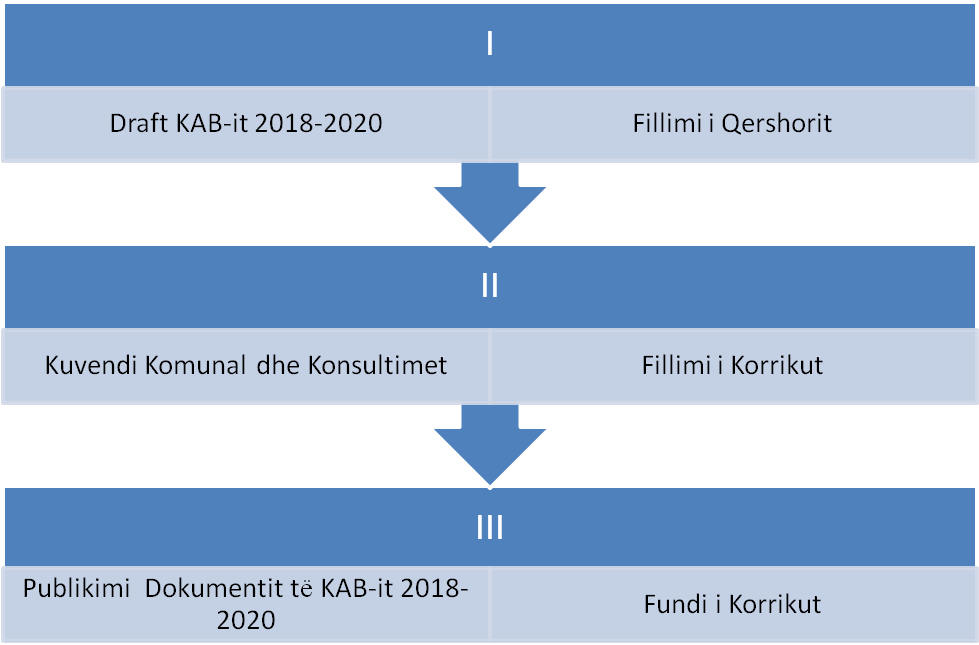 I
Draft KAB-it 2018-2020
Fillimi i Qershorit
II
Kuvendi Komunal dhe Konsultimet
Fillimi i Korrikut
III
Publikimi Dokumentit të KAB-it 2018-
2020
Fundi i Korrikut